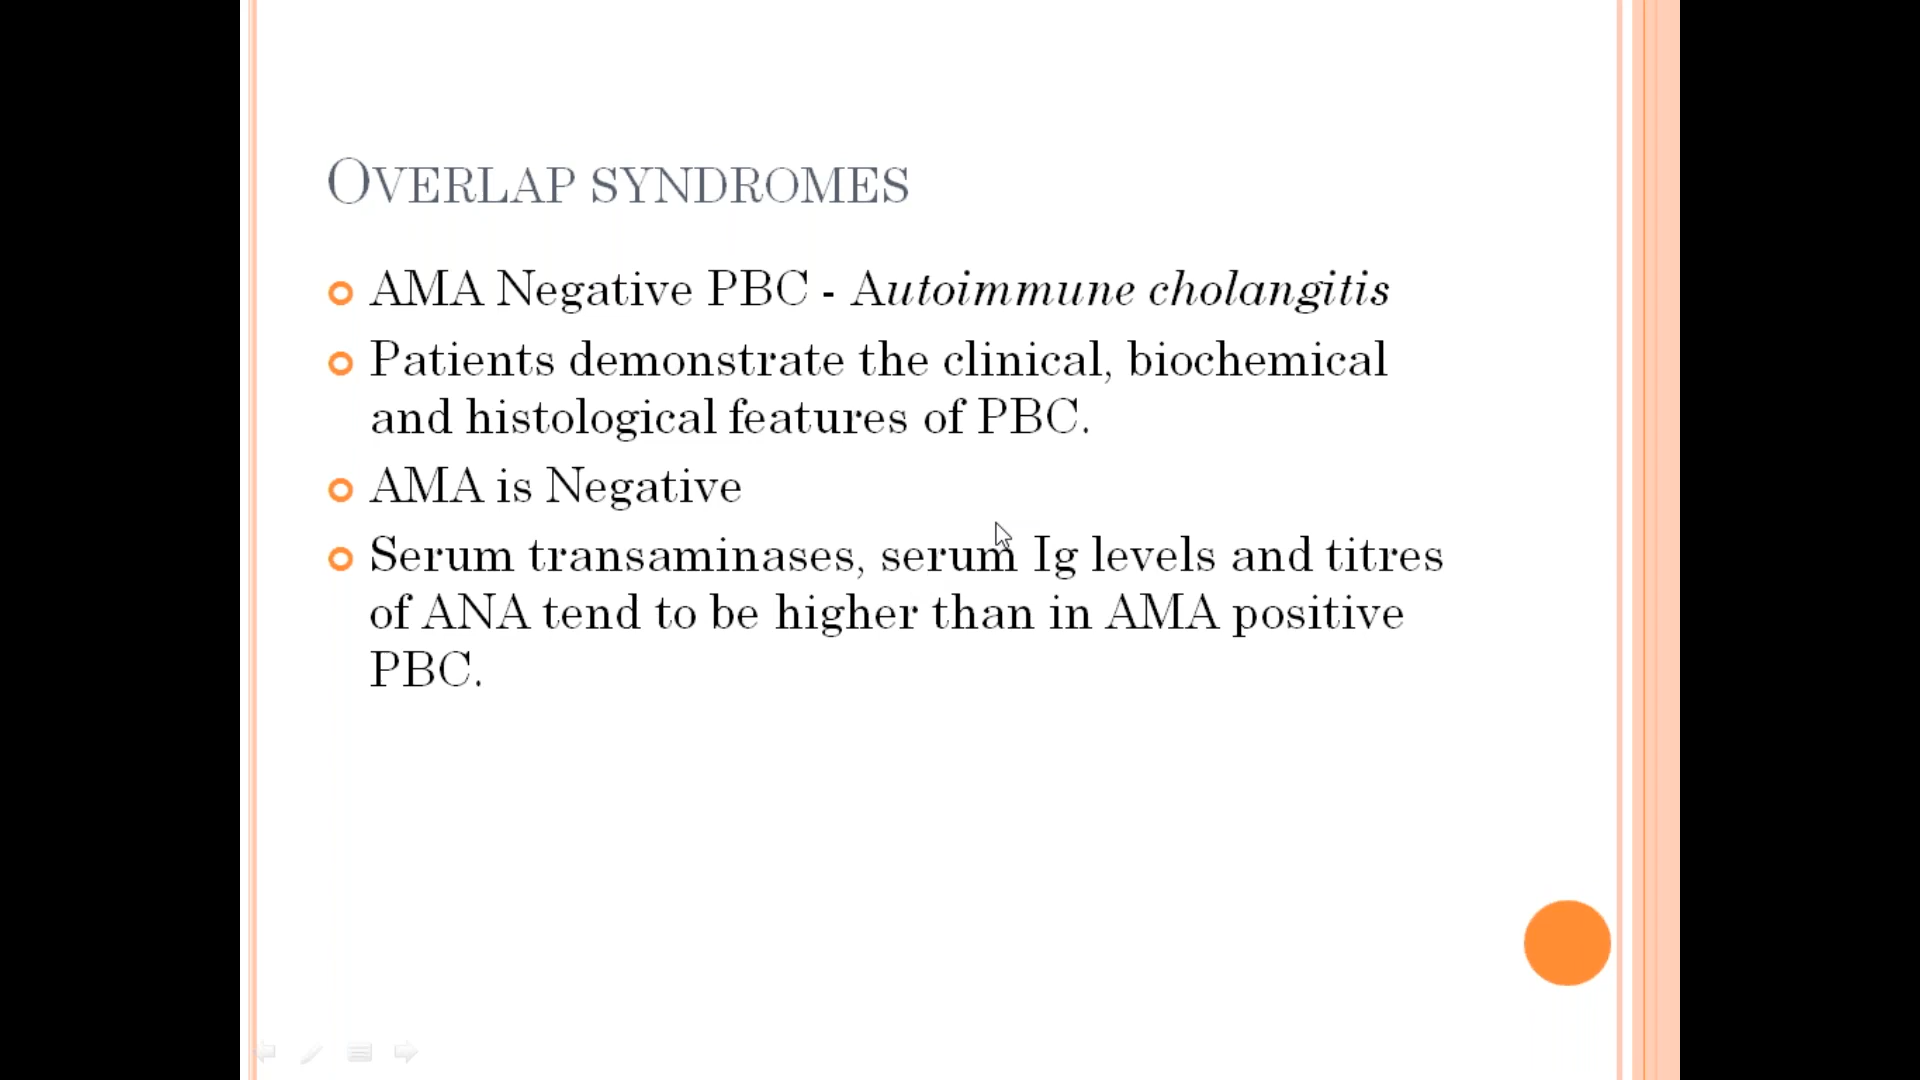 OVERLAP SYNDROMES
AMA Negative PBC - Autoimmune cholangitis
Patients demonstrate the clinical, biochemical
and histological features of PBC.
AMA is Negative
Serum transaminases, serum Ig levels and titres
of ANA tend to be higher than in AMA positive
PBC.